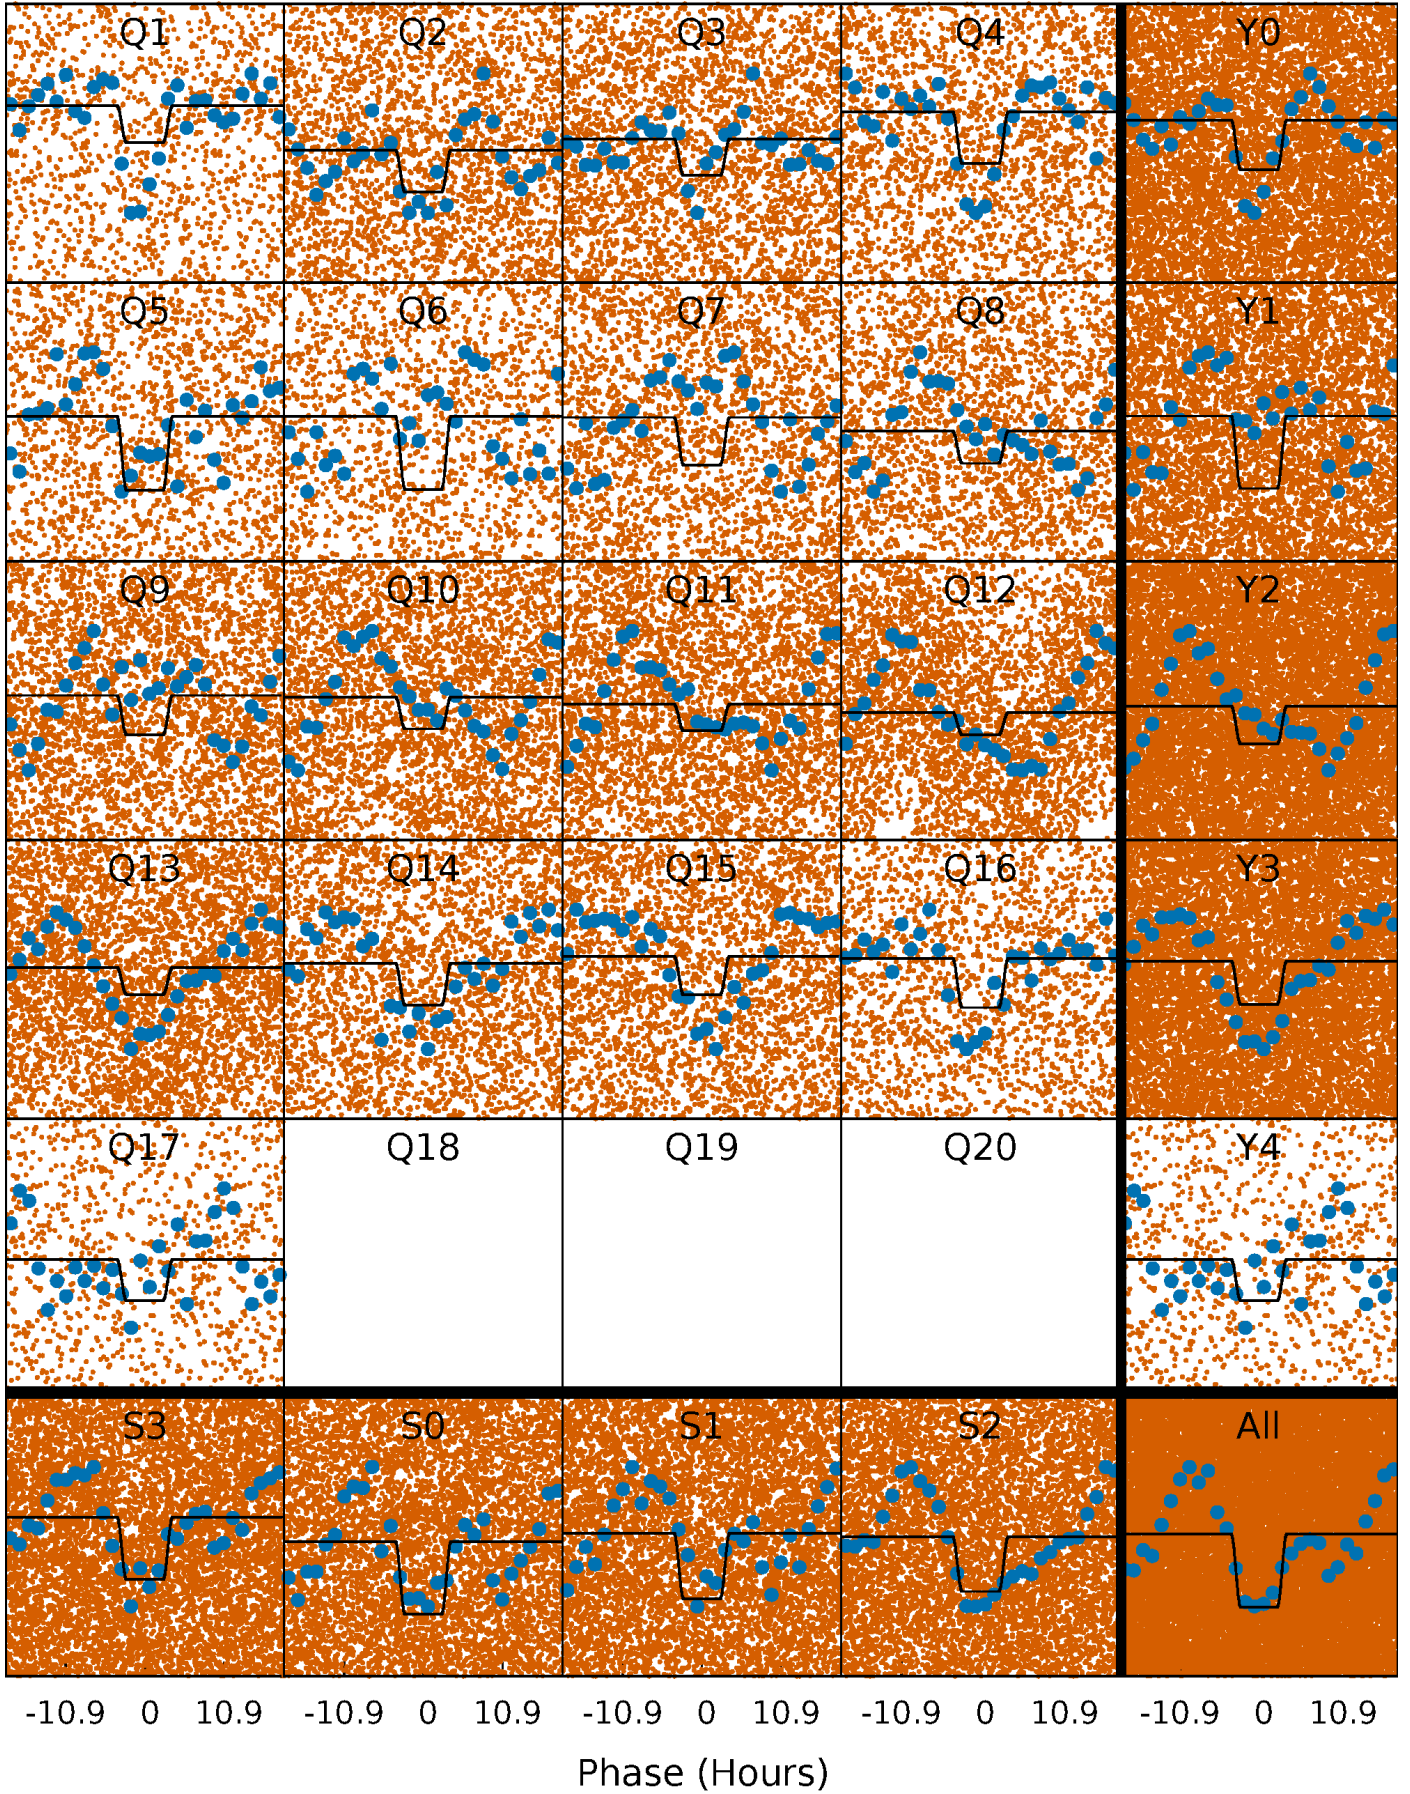 Q1 Q2 Q3 Q4 Y0
Q5 Q6 Q7 Q8 Y1
Q9 Q10 Q11 Q12 Y2
Q13 Q14 Q15 Q16 Y3
Q17 Q18 Q19 Q20 Y4
S3 S0 S1 S2 All
-10.9 0 10.9 -10.9 0 10.9 -10.9 0 10.9 -10.9 0 10.9 -10.9 0 10.9
Phase (Hours)